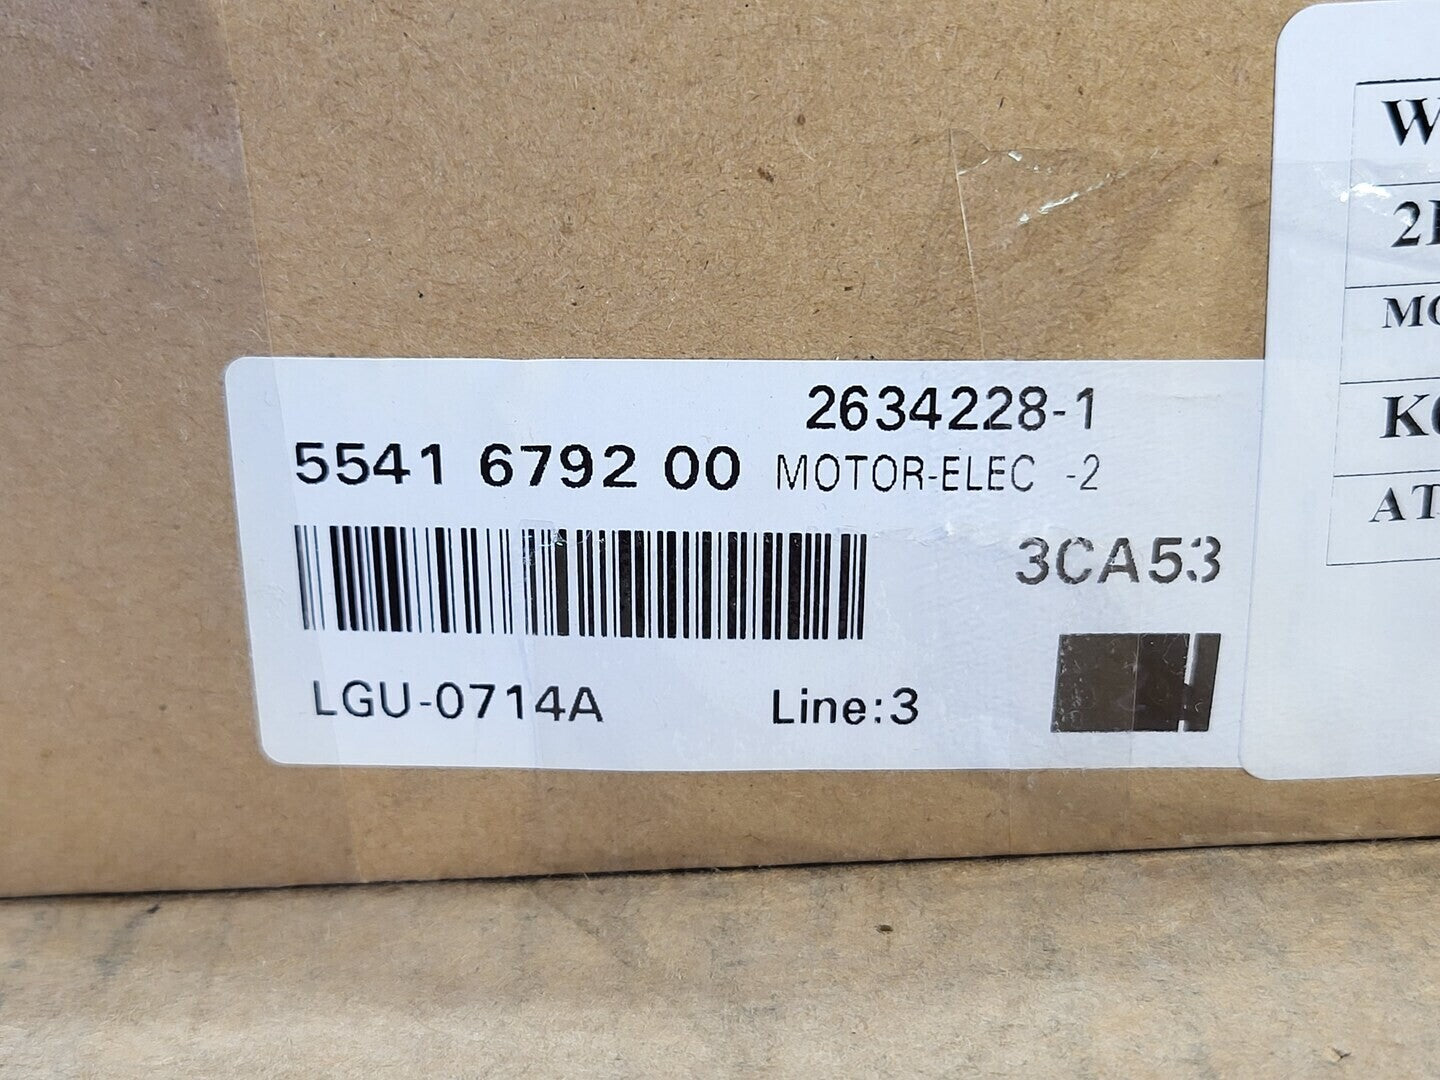 2634228-1
5541 6792 00 MOTOR-ELEC -2
3CA53
LGU-0714A Line:3